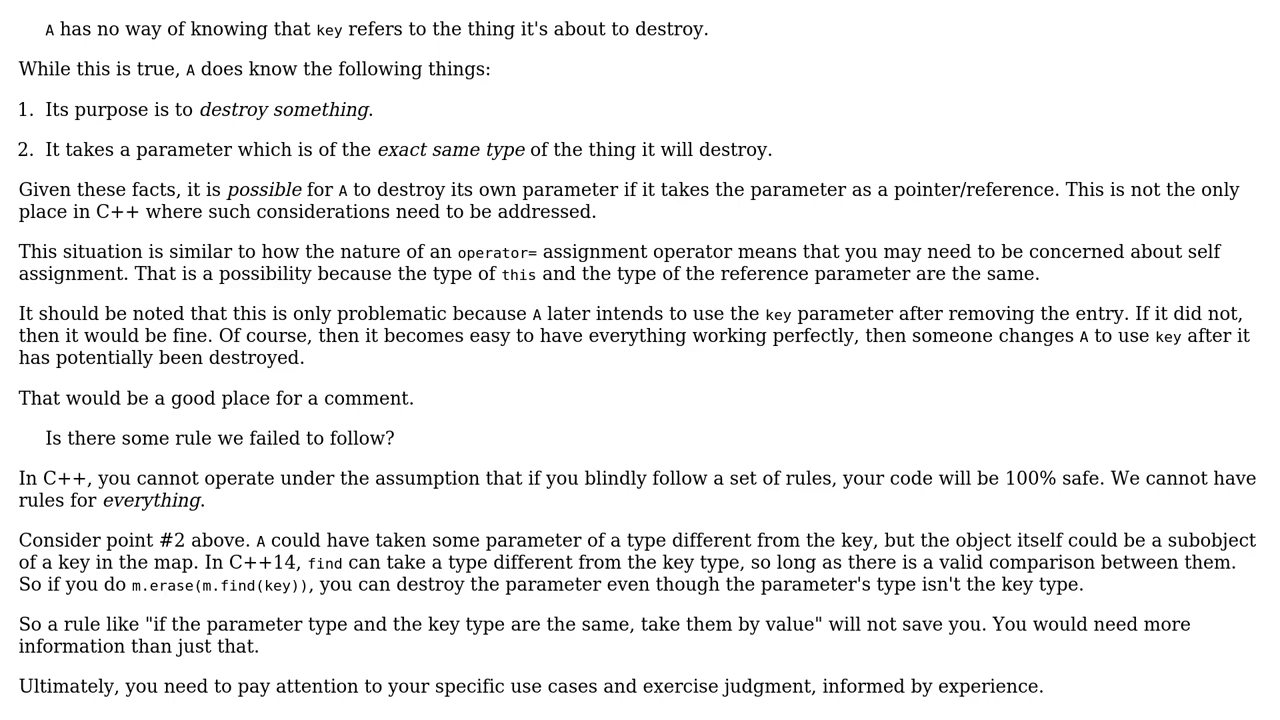 A has no way of knowing that key refers to the thing it's about to destroy.
While this is true, A does know the following things:
1. Its purpose is to destroy something.
2. It takes a parameter which is of the exact same type of the thing it will destroy.
Given these facts, it is possible for A to destroy its own parameter if it takes the parameter as a pointer/reference. This is not the only
place in C++ where such considerations need to be addressed.
This situation is similar to how the nature of an operator= assignment operator means that you may need to be concerned about self
assignment. That is a possibility because the type of this and the type of the reference parameter are the same.
It should be noted that this is only problematic because A later intends to use the key parameter after removing the entry. If it did not,
then it would be fine. Of course, then it becomes easy to have everything working perfectly, then someone changes A to use key after it
has potentially been destroyed.
That would be a good place for a comment.
Is there some rule we failed to follow?
In C++, you cannot operate under the assumption that if you blindly follow a set of rules, your code will be 100% safe. We cannot have
rules for everything.
Consider point #2 above. A could have taken some parameter of a type different from the key, but the object itself could be a subobject
of a key in the map. In C++14, find can take a type different from the key type, so long as there is a valid comparison between them.
So if you do m.erase(m.find(key)), you can destroy the parameter even though the parameter's type isn't the key type.
So a rule like "if the parameter type and the key type are the same, take them by value" will not save you. You would need more
information than just that.
Ultimately, you need to pay attention to your specific use cases and exercise judgment, informed by experience.